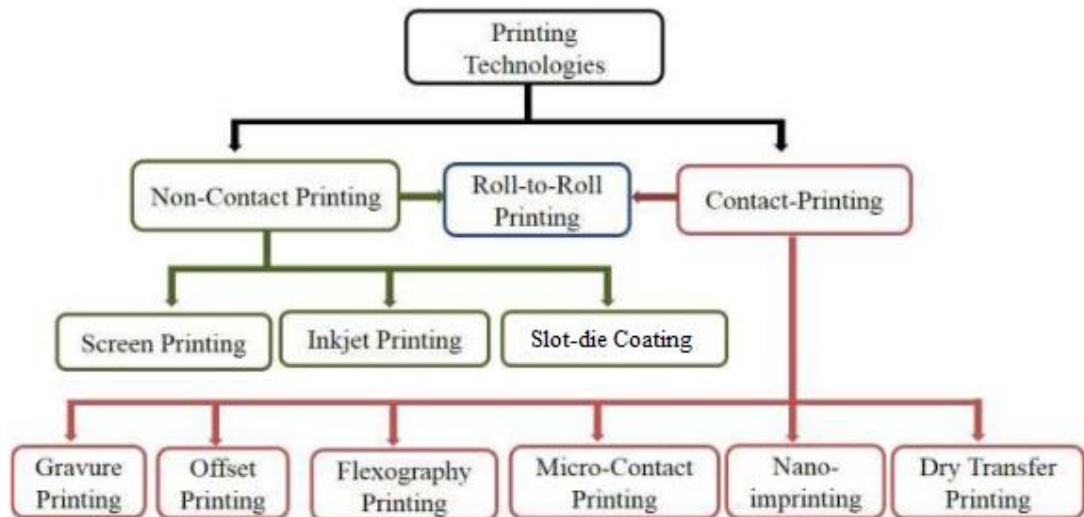 Printing
Technologies
Non-Contact Printing
Roll-to-Roll
Printing
Contact-Printing
Screen Printing
Inkjet Printing
Slot-die Coating
Gravure
Printing
Offset
Printing
Flexography
Printing
Micro-Contact
Printing
Nano-
imprinting
Dry Transfer
Printing